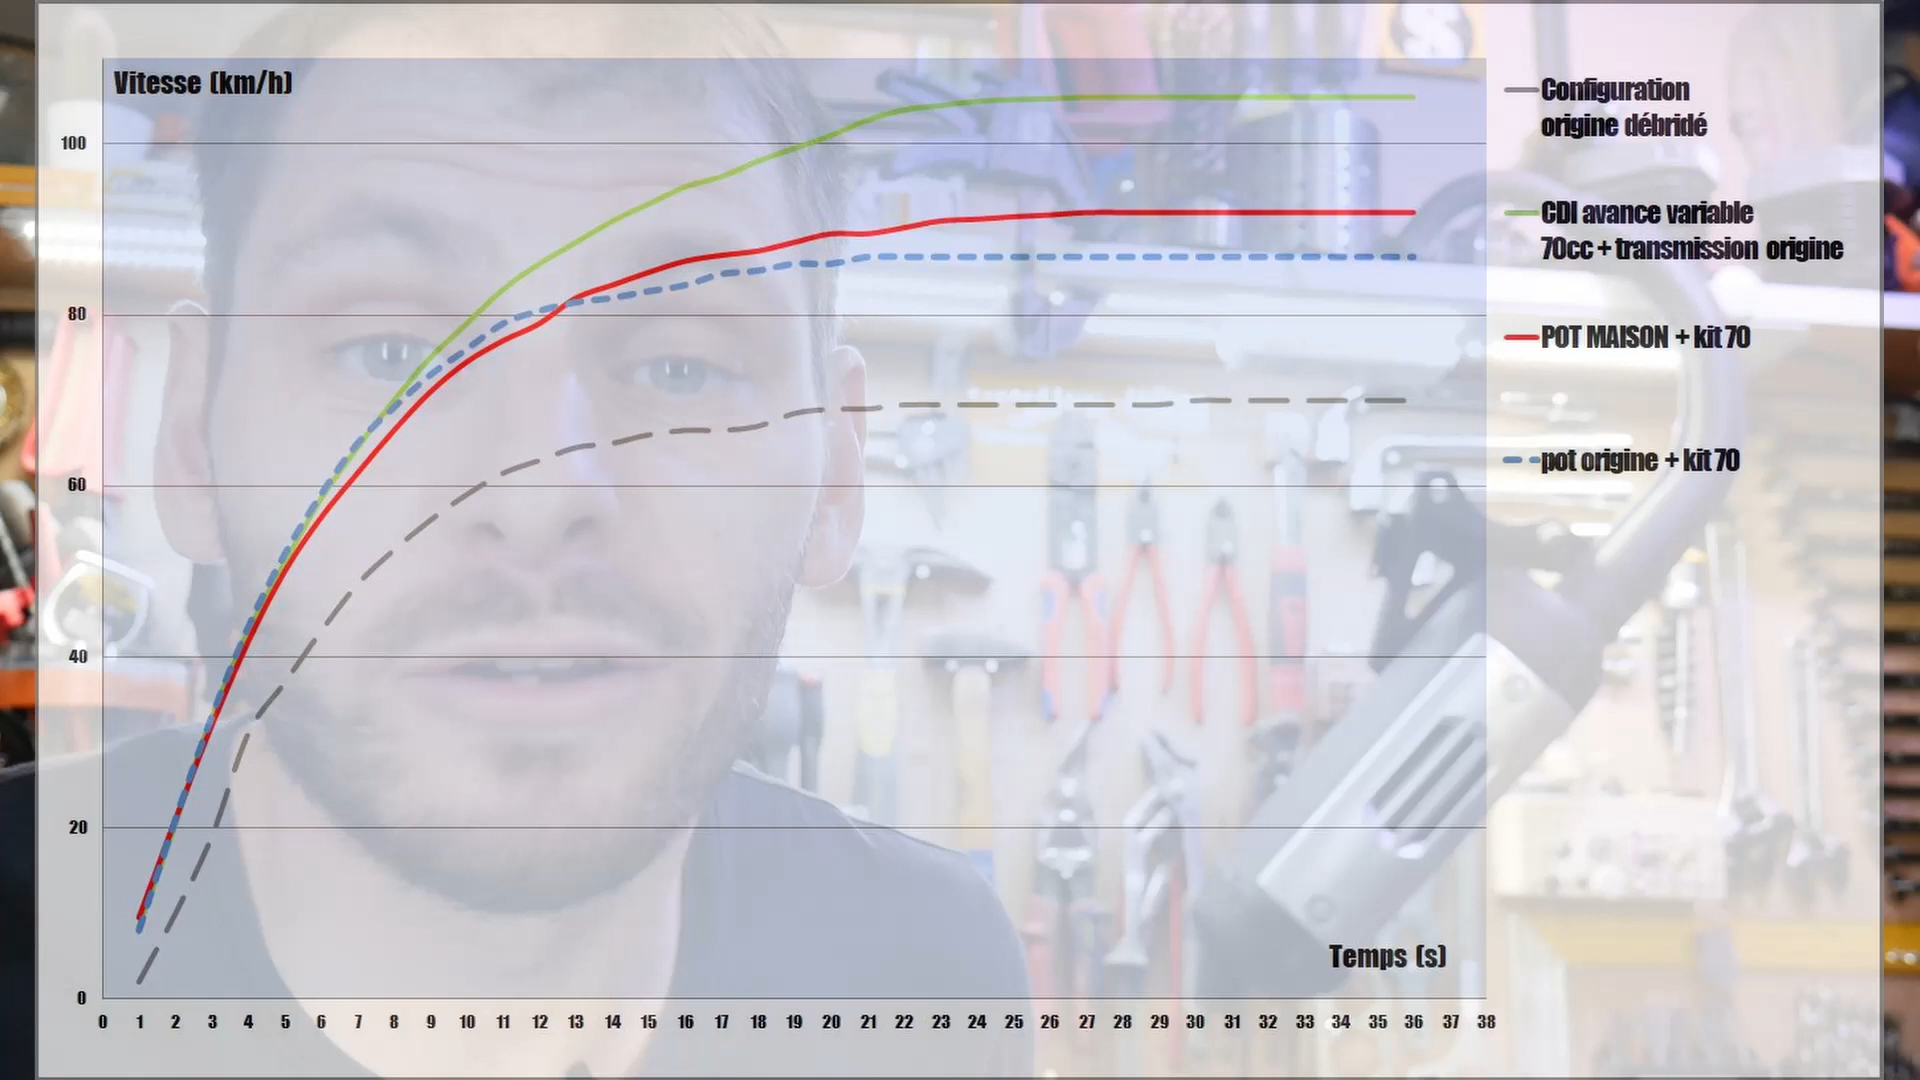 Vitesse (km/h)
100
80
60
40
20
0
0 1 2 3 4 5 6 7 8 9 10 11 12 13 14 15 16 17 18 19 20 21 22 23 24 25 26 27 28 29 30 31 32 33 34 35 36 37 38
Temps (s)
Configuration
origine débridé
CDI avance variable
70cc + transmission origine
POT MAISON + kit 70
pot origine + kit 70